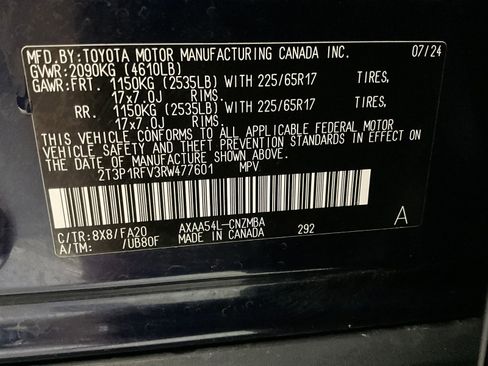 MFD.BY:TOYOTA MOTOR MANUFACTURING CANADA INC. 07/24
GVWR:2090KG (4610LB)
GAWR:FRT. 1150KG (2535LB) WITH 225/65R17 TIRES,
17x7.0J RIMS.
RR. 1150KG (2535LB) WITH 225/65R17 TIRES,
17x7.0J RIMS.
THIS VEHICLE CONFORMS TO ALL APPLICABLE FEDERAL MOTOR
VEHICLE SAFETY AND THEFT PREVENTION STANDARDS IN
EFFECT ON THE DATE OF MANUFACTURE SHOWN ABOVE.
2T3P1RFV3RW477601 MPV
C/TR:8X8/FA20 AXAA54L-CNZMBA A
A/TM: /UB80F MADE IN CANADA 292